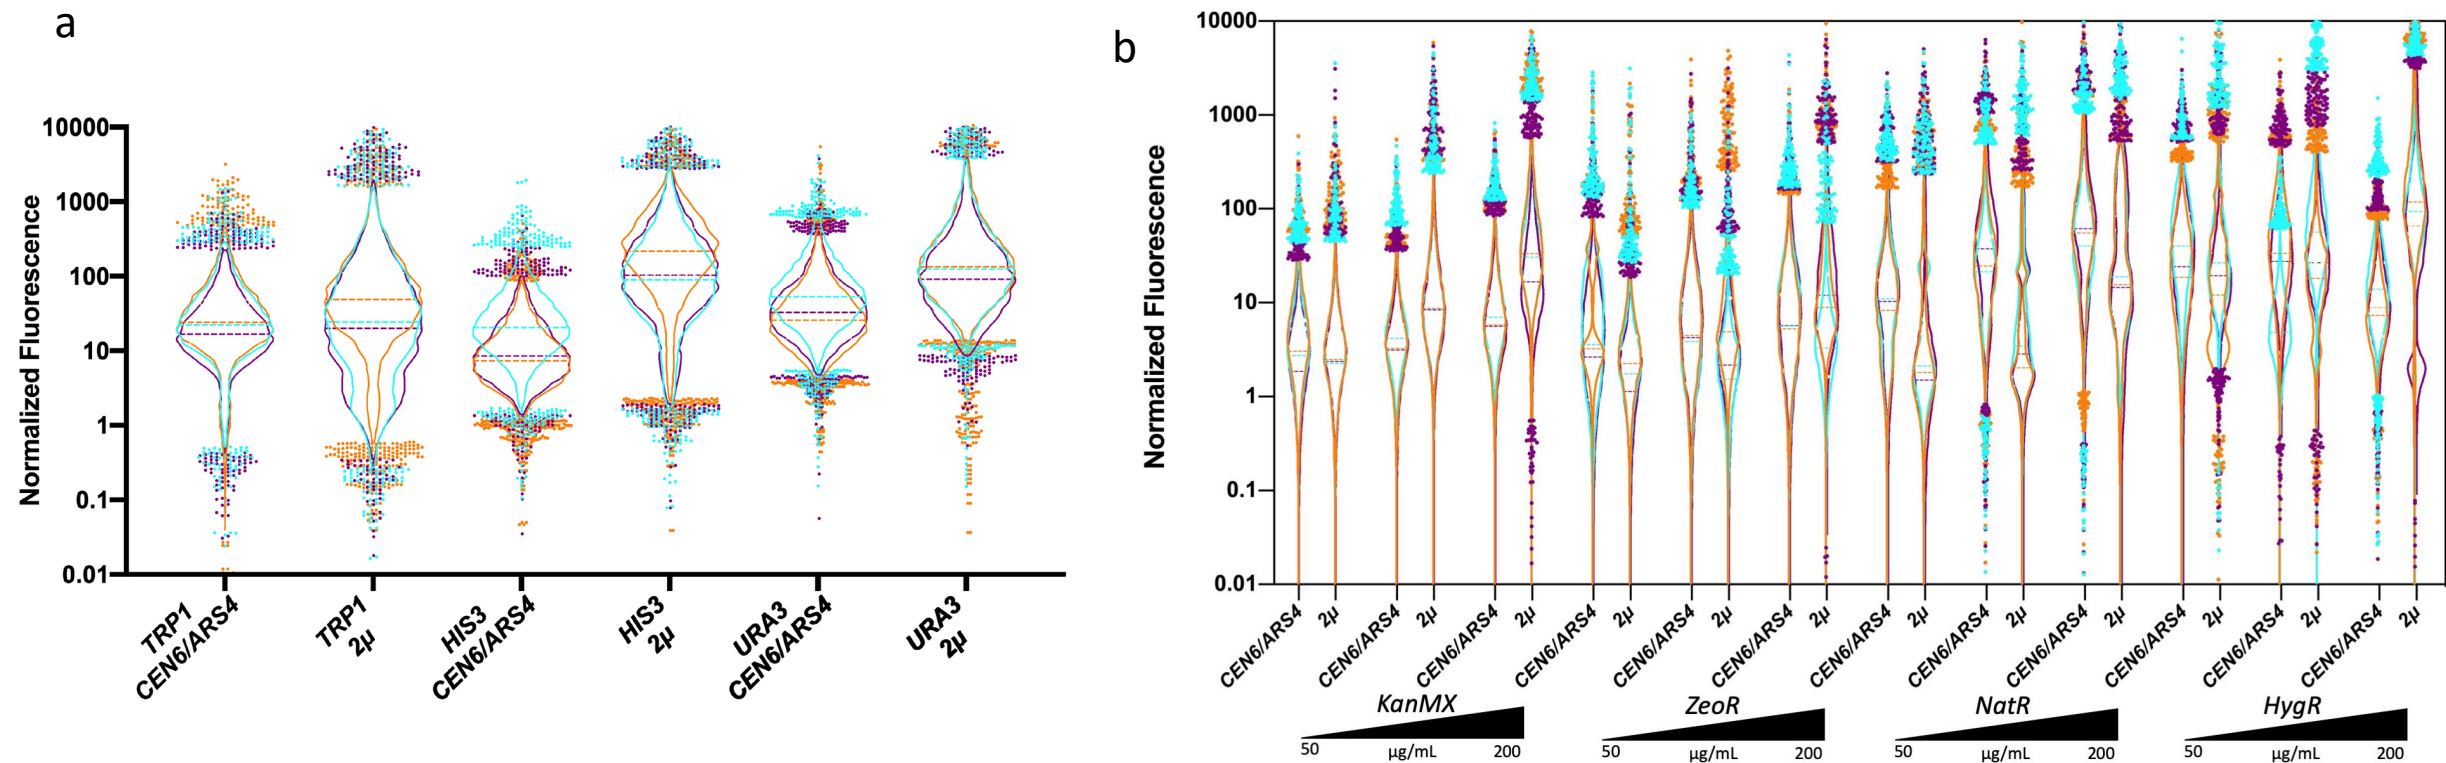 a
Normalized Fluorescence
10000
1000
100
10
1
0.1
0.01
TRP1
CEN6/ARS4
TRP1
2μ
HIS3
CEN6/ARS4
HIS3
2μ
URA3
CEN6/ARS4
URA3
2μ
b
Normalized Fluorescence
10000
1000
100
10
1
0.1
0.01
CEN6/ARS4
2μ
CEN6/ARS4
2μ
CEN6/ARS4
2μ
CEN6/ARS4
2μ
CEN6/ARS4
2μ
CEN6/ARS4
2μ
CEN6/ARS4
2μ
CEN6/ARS4
2μ
CEN6/ARS4
2μ
CEN6/ARS4
2μ
CEN6/ARS4
2μ
CEN6/ARS4
2μ
KanMX
50 μg/mL 200
ZeoR
50 μg/mL 200
NatR
50 μg/mL 200
HygR
50 μg/mL 200